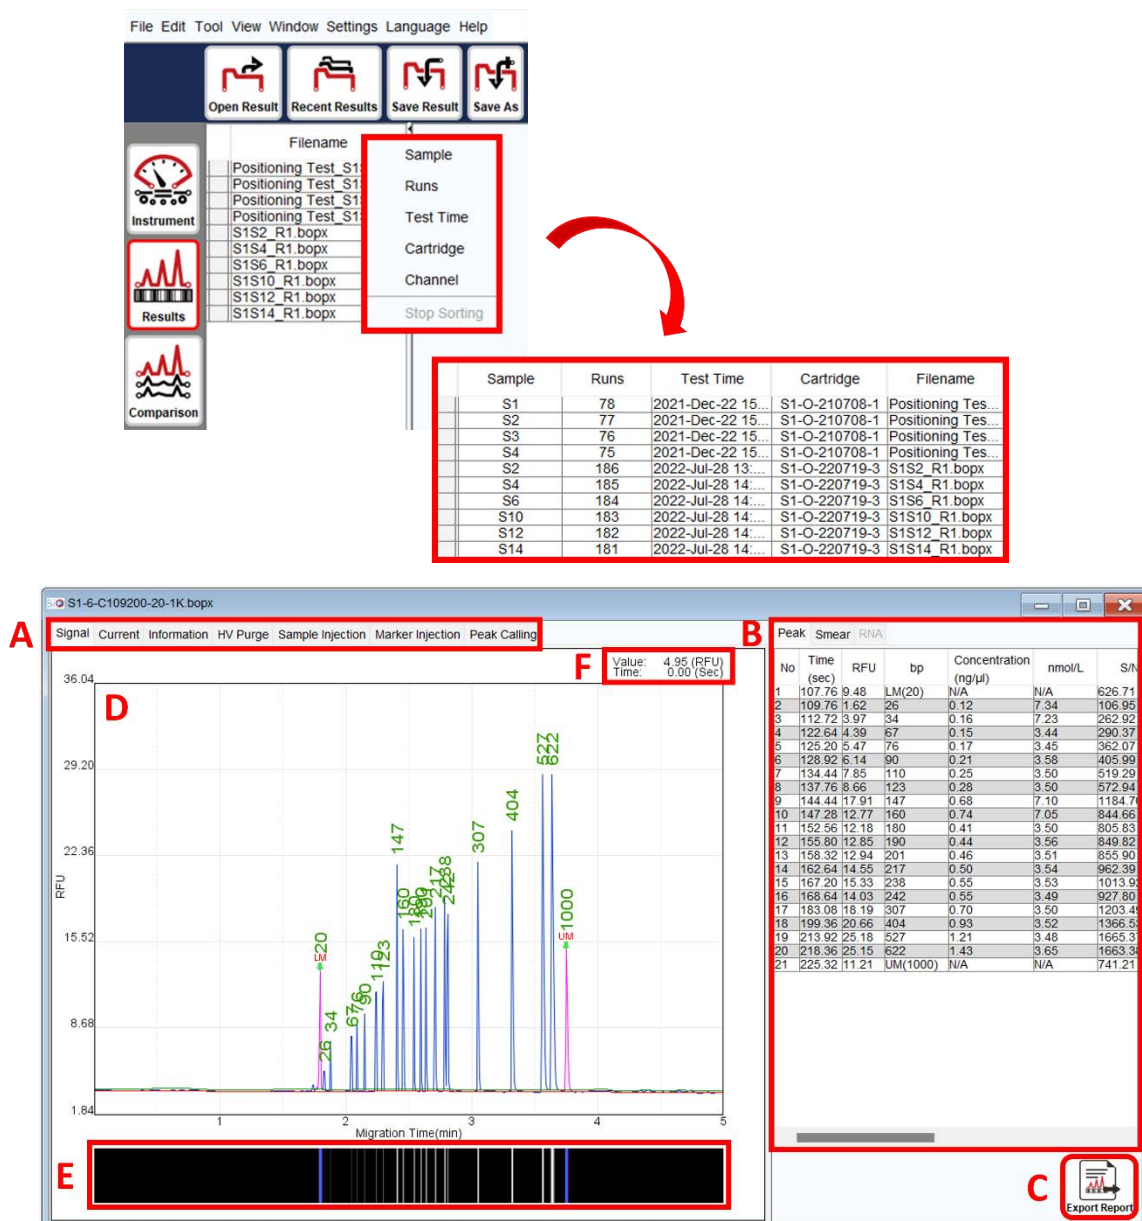 File Edit Tool View Window Settings Language Help
Open Result Recent Results Save Result Save As
Filename
Positioning Test_S1
Positioning Test_S1
Positioning Test_S1
Positioning Test_S1
S1S2_R1.bopx
S1S4_R1.bopx
S1S6_R1.bopx
S1S10_R1.bopx
S1S12_R1.bopx
S1S14_R1.bopx
Instrument
Results
Comparison
Sample
Runs
Test Time
Cartridge
Channel
Stop Sorting
Sample Runs Test Time Cartridge Filename
S1 78 2021-Dec-22 15... S1-O-210708-1 Positioning Tes...
S2 77 2021-Dec-22 15... S1-O-210708-1 Positioning Tes...
S3 76 2021-Dec-22 15... S1-O-210708-1 Positioning Tes...
S4 75 2021-Dec-22 15... S1-O-210708-1 Positioning Tes...
S2 186 2022-Jul-28 13:... S1-O-220719-3 S1S2_R1.bopx
S4 185 2022-Jul-28 14:... S1-O-220719-3 S1S4_R1.bopx
S6 184 2022-Jul-28 14:... S1-O-220719-3 S1S6_R1.bopx
S10 183 2022-Jul-28 14:... S1-O-220719-3 S1S10_R1.bopx
S12 182 2022-Jul-28 14:... S1-O-220719-3 S1S12_R1.bopx
S14 181 2022-Jul-28 14:... S1-O-220719-3 S1S14_R1.bopx
S1-6-C109200-20-1K.bopx
A
Signal Current Information HV Purge Sample Injection Marker Injection Peak Calling
F
Value: 4.95 (RFU)
Time: 0.00 (Sec)
D
36.04
29.20
22.36
15.52
8.68
1.84
RFU
LM
20
26
34
67
76
90
110
123
147
160
180
190
201
217
238
242
307
404
527
622
UM
1000
1 2 3 4 5
Migration Time(min)
E
B
Peak Smear RNA
No Time (sec) RFU bp Concentration (ng/µl) nmol/L S/N
1 107.76 9.48 LM(20) N/A N/A 626.71
2 109.76 1.62 26 0.12 7.34 106.95
3 112.72 3.97 34 0.16 7.23 262.92
4 122.64 4.39 67 0.15 3.44 290.37
5 125.20 5.47 76 0.17 3.45 362.07
6 128.92 6.14 90 0.21 3.58 405.99
7 134.44 7.85 110 0.25 3.50 519.29
8 137.76 8.66 123 0.28 3.50 572.94
9 144.44 17.91 147 0.68 7.10 1184.70
10 147.28 12.77 160 0.74 7.05 844.66
11 152.56 12.18 180 0.41 3.50 805.83
12 155.80 12.85 190 0.44 3.56 849.82
13 158.32 12.94 201 0.46 3.51 855.90
14 162.64 14.55 217 0.50 3.54 962.39
15 167.20 15.33 238 0.55 3.53 1013.92
16 168.64 14.03 242 0.55 3.49 927.80
17 183.08 18.19 307 0.70 3.50 1203.49
18 199.36 20.66 404 0.93 3.52 1366.53
19 213.92 25.18 527 1.21 3.48 1665.37
20 218.36 25.15 622 1.43 3.65 1663.38
21 225.32 11.21 UM(1000) N/A N/A 741.21
C
Export Report